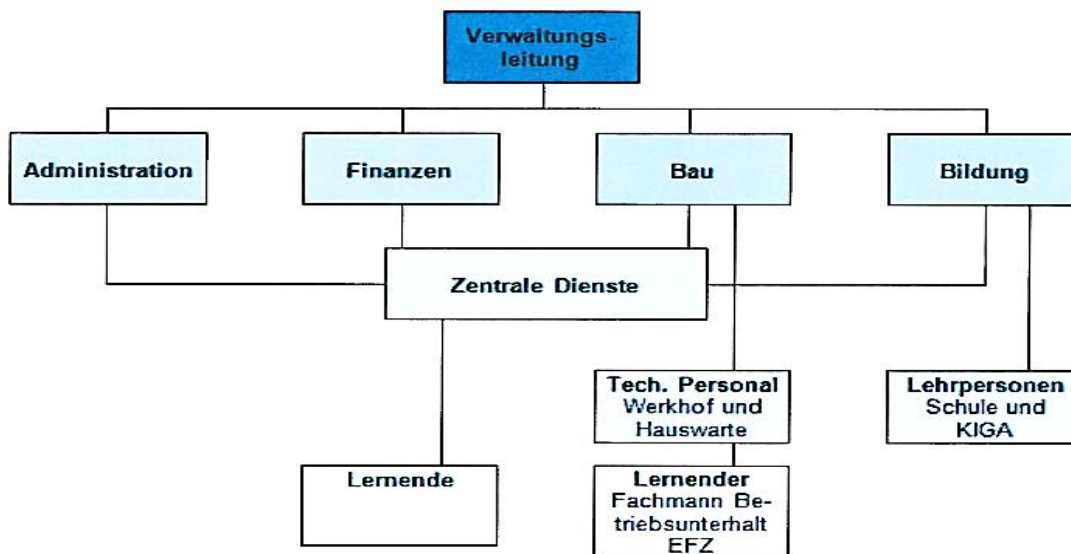 Verwaltungs-
leitung
Administration
Finanzen
Bau
Bildung
Zentrale Dienste
Tech. Personal
Werkhof und
Hauswarte
Lehrpersonen
Schule und
KIGA
Lernende
Lernender
Fachmann Be-
triebsunterhalt
EFZ